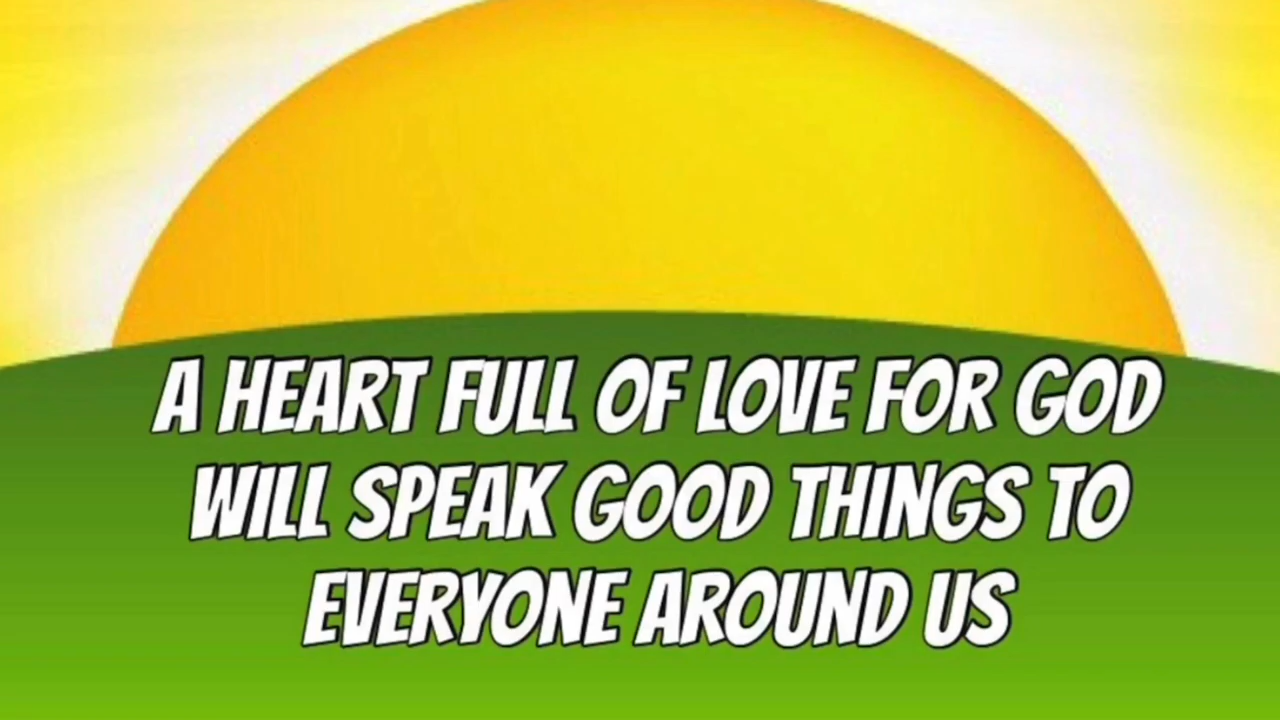 A HEART FULL OF LOVE FOR GOD
WILL SPEAK GOOD THINGS TO
EVERYONE AROUND US